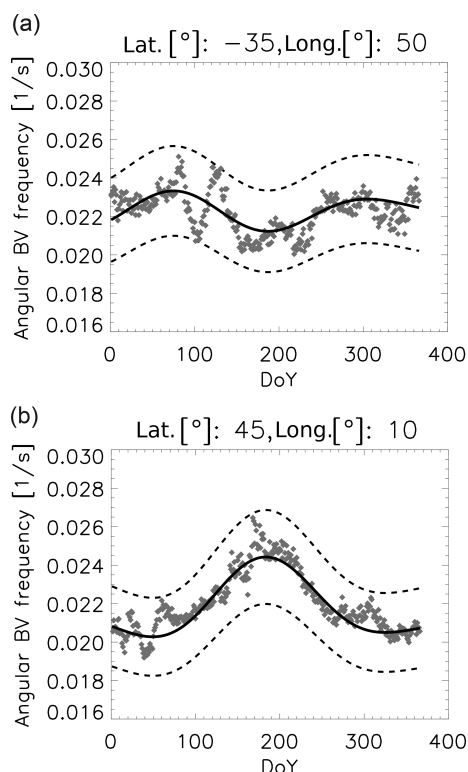 (a)
Lat.[°]: −35,Long.[°]: 50
Angular BV frequency [1/s]
0.030
0.028
0.026
0.024
0.022
0.020
0.018
0.016
0 100 200 300 400
DoY
(b)
Lat.[°]: 45,Long.[°]: 10
Angular BV frequency [1/s]
0.030
0.028
0.026
0.024
0.022
0.020
0.018
0.016
0 100 200 300 400
DoY